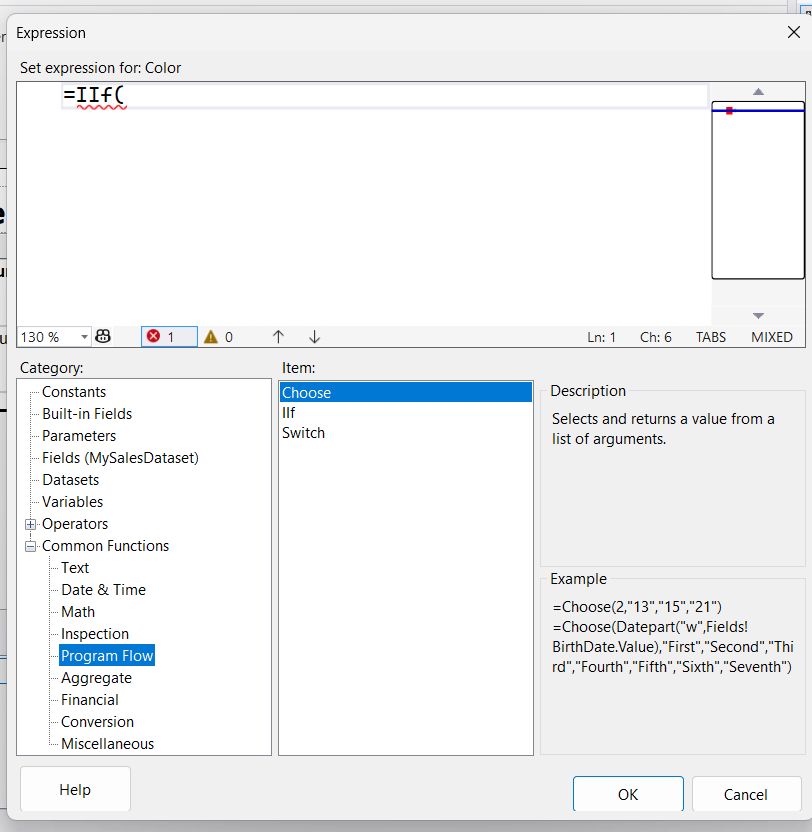 Expression
Set expression for: Color
=IIf(
130 %
1
0
Ln: 1
Ch: 6
TABS
MIXED
Category:
Constants
Built-in Fields
Parameters
Fields (MySalesDataset)
Datasets
Variables
Operators
Common Functions
Text
Date & Time
Math
Inspection
Program Flow
Aggregate
Financial
Conversion
Miscellaneous
Item:
Choose
IIf
Switch
Description
Selects and returns a value from a
list of arguments.
Example
=Choose(2,"13","15","21")
=Choose(Datepart("w",Fields!
BirthDate.Value),"First","Second","Thi
rd","Fourth","Fifth","Sixth","Seventh")
Help
OK
Cancel